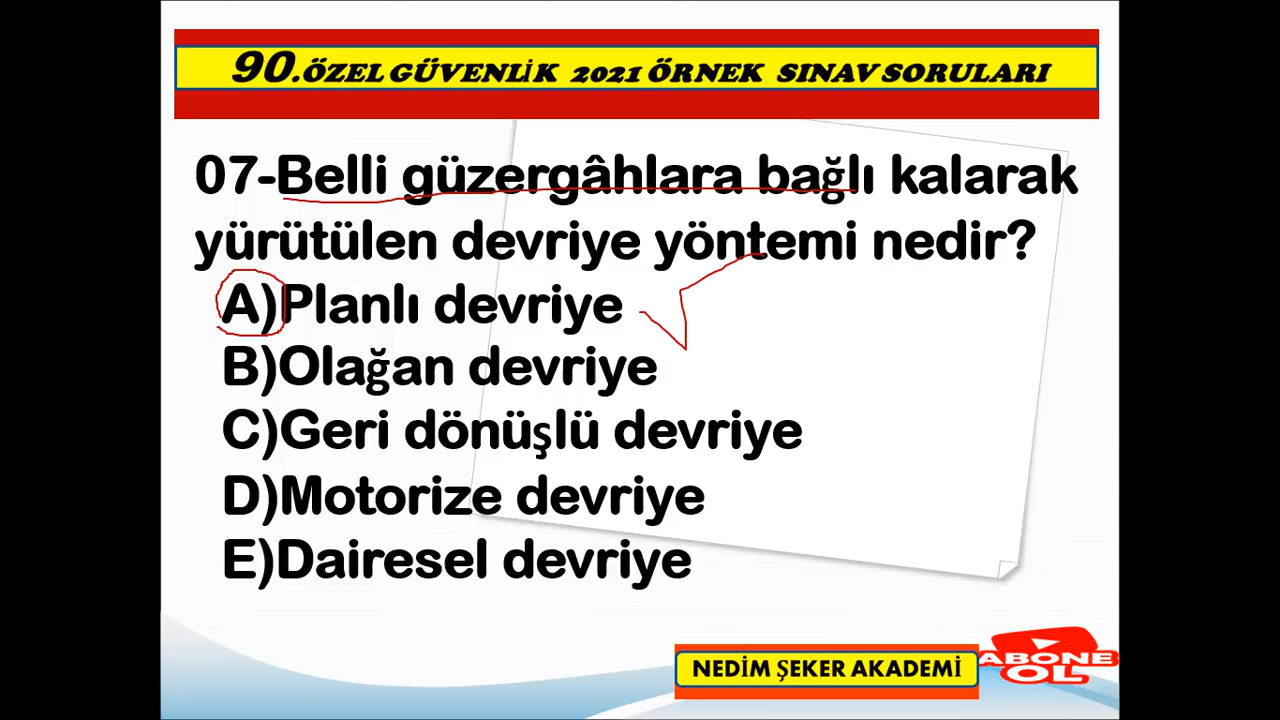 90.ÖZEL GÜVENLİK 2021 ÖRNEK SINAV SORULARI
07-Belli güzergâhlara bağlı kalarak
yürütülen devriye yöntemi nedir?
A)Planlı devriye
B)Olağan devriye
C)Geri dönüşlü devriye
D)Motorize devriye
E)Dairesel devriye
NEDİM ŞEKER AKADEMİ
ABONE
OL